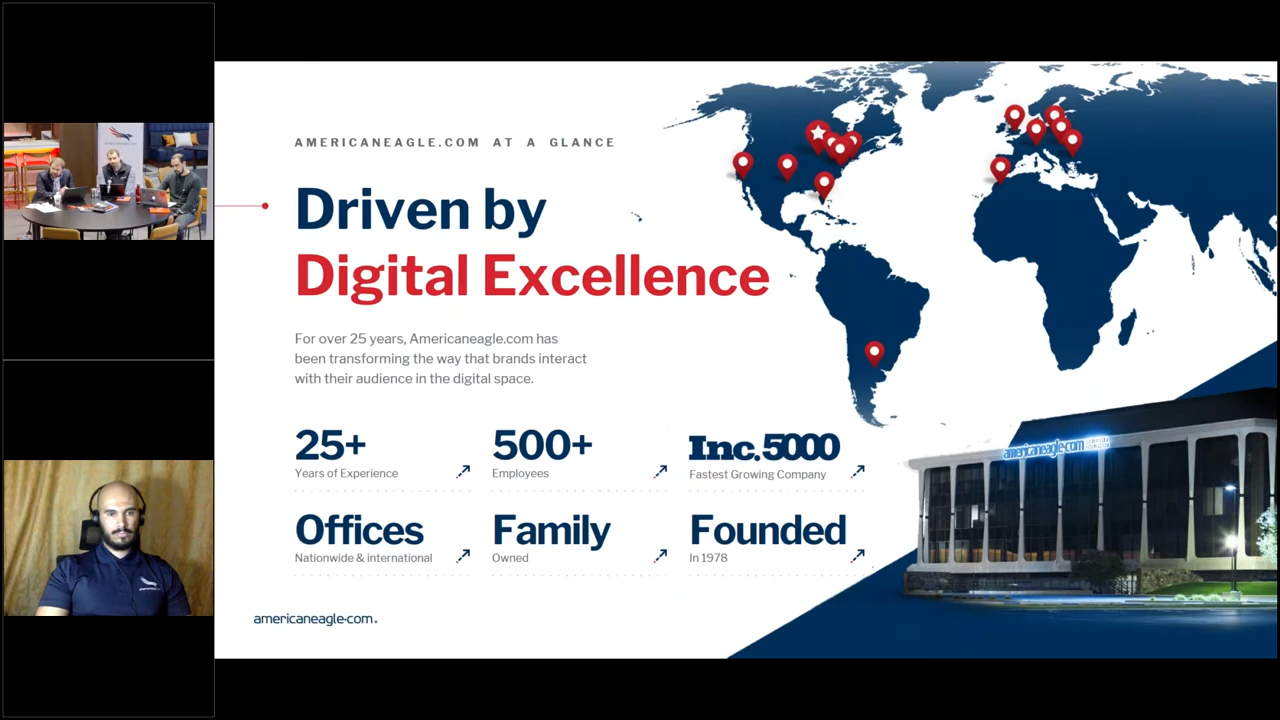 AMERICANEAGLE.COM AT A GLANCE
Driven by
Digital Excellence
For over 25 years, Americaneagle.com has
been transforming the way that brands interact
with their audience in the digital space.
25+
Years of Experience
500+
Employees
Inc.5000
Fastest Growing Company
Offices
Nationwide & international
Family
Owned
Founded
In 1978
americaneagle.com
americaneagle·com.